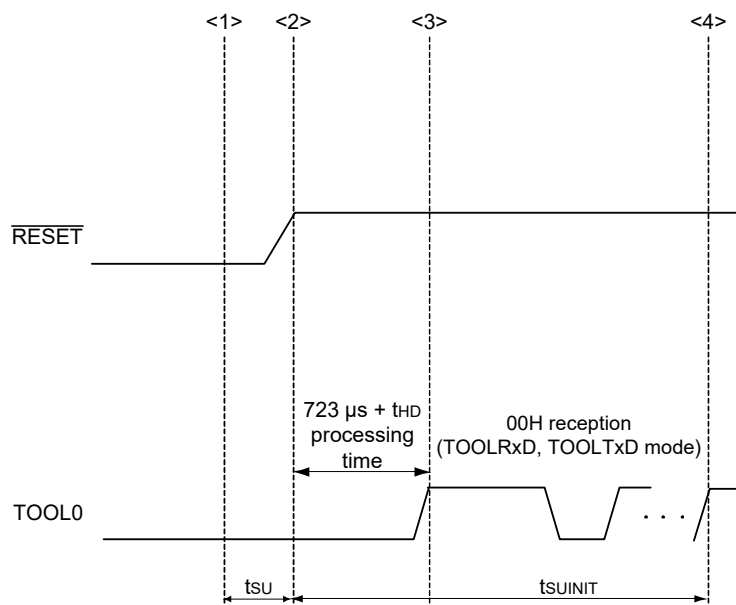 <1> <2> <3> <4>
RESET
723 µs + tHD
processing
time
00H reception
(TOOLRxD, TOOLTxD mode)
TOOL0
. . .
tSU
tSUINIT